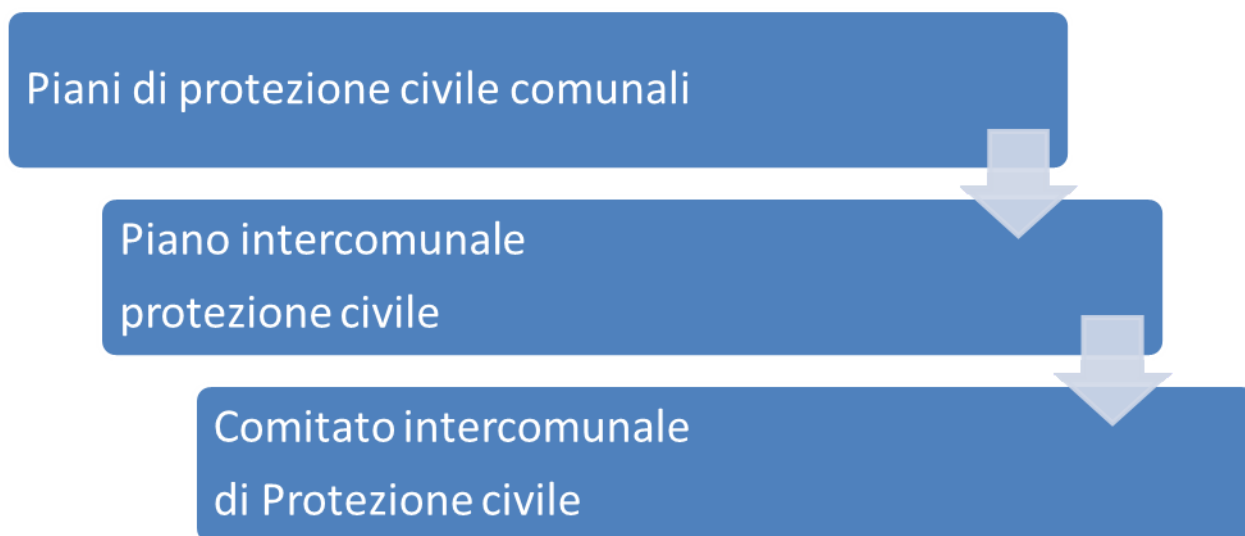 Piani di protezione civile comunali
Piano intercomunale
protezione civile
Comitato intercomunale
di Protezione civile